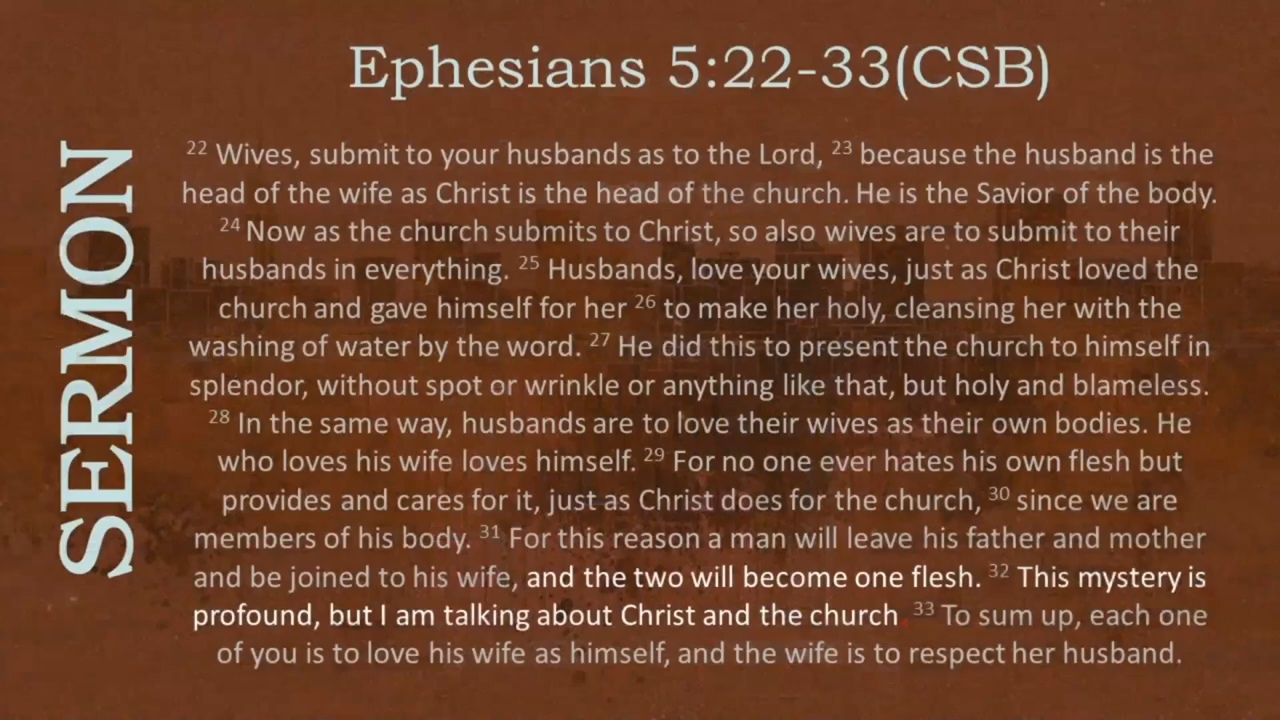 Ephesians 5:22-33(CSB)
SERMON
22 Wives, submit to your husbands as to the Lord, 23 because the husband is the
head of the wife as Christ is the head of the church. He is the Savior of the body.
24 Now as the church submits to Christ, so also wives are to submit to their
husbands in everything. 25 Husbands, love your wives, just as Christ loved the
church and gave himself for her 26 to make her holy, cleansing her with the
washing of water by the word. 27 He did this to present the church to himself in
splendor, without spot or wrinkle or anything like that, but holy and blameless.
28 In the same way, husbands are to love their wives as their own bodies. He
who loves his wife loves himself. 29 For no one ever hates his own flesh but
provides and cares for it, just as Christ does for the church, 30 since we are
members of his body. 31 For this reason a man will leave his father and mother
and be joined to his wife, and the two will become one flesh. 32 This mystery is
profound, but I am talking about Christ and the church. 33 To sum up, each one
of you is to love his wife as himself, and the wife is to respect her husband.